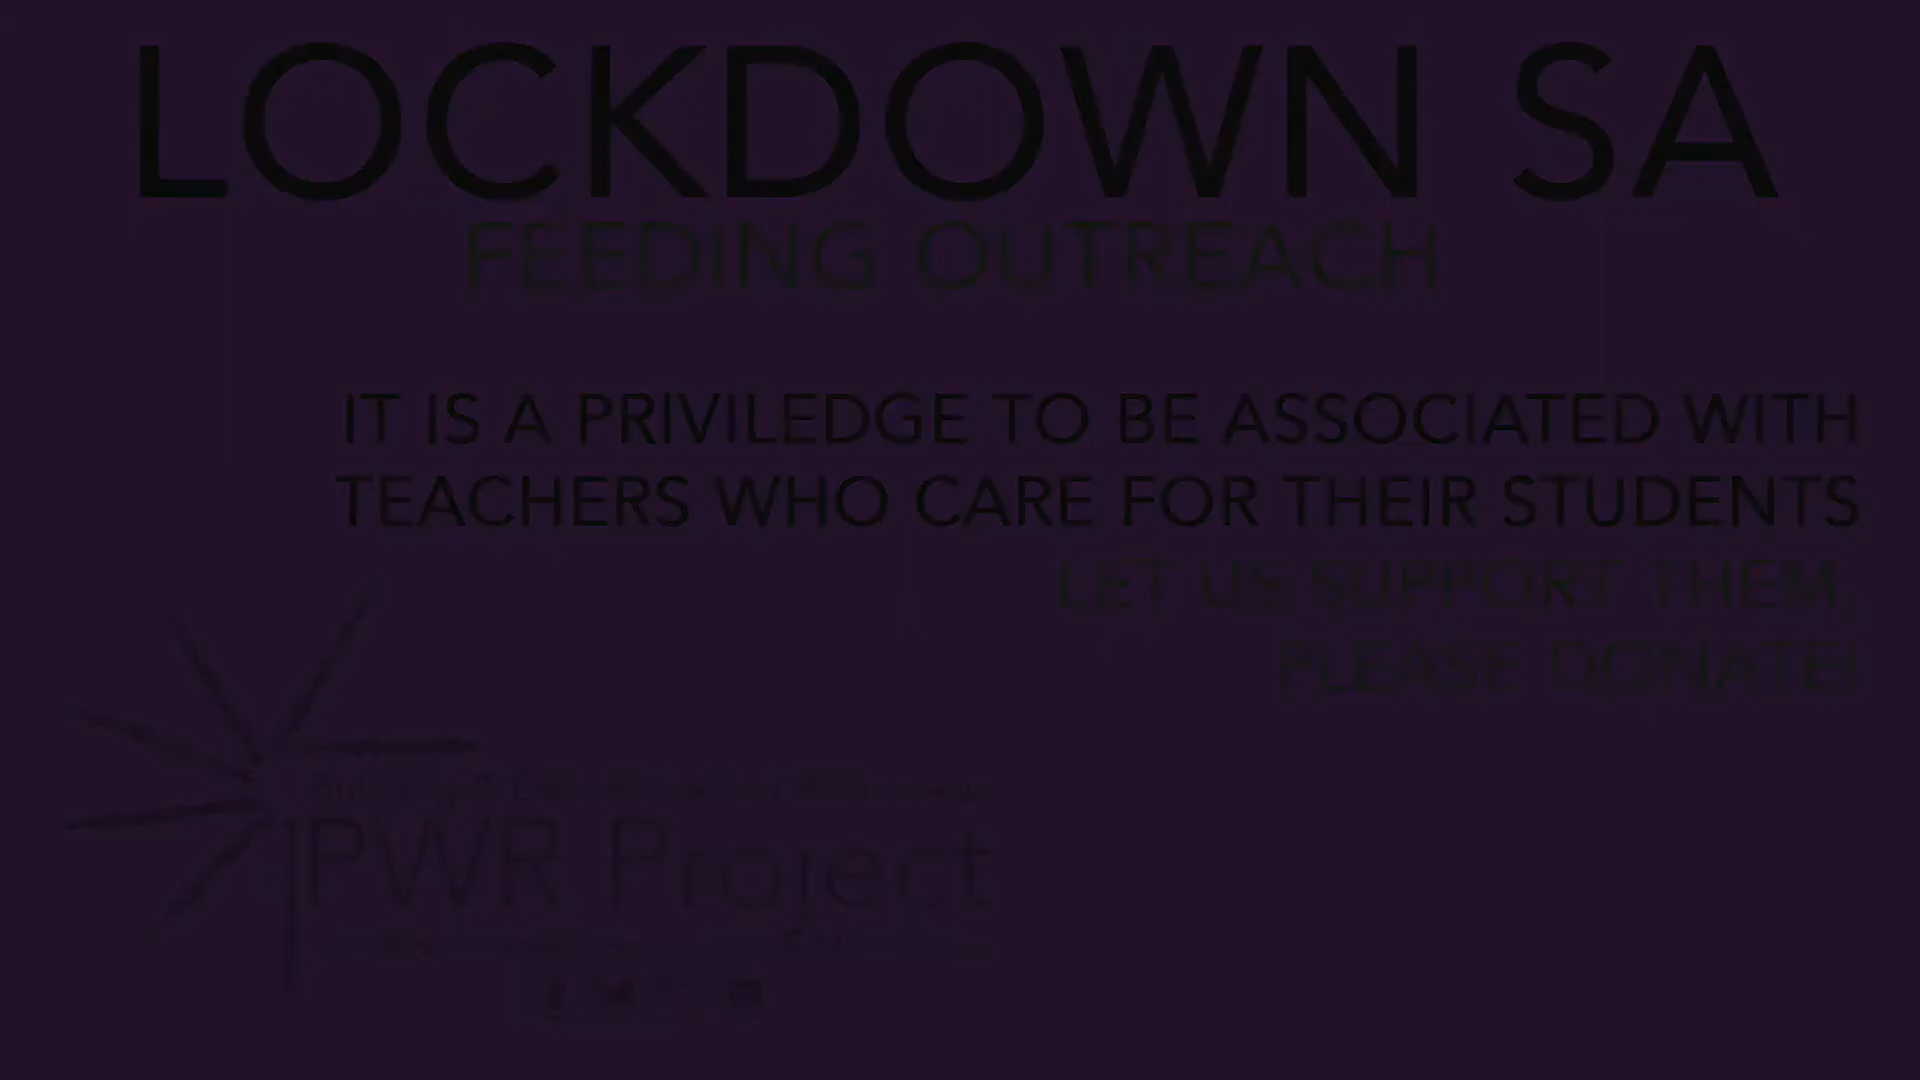 LOCKDOWN SA
FEEDING OUTREACH
IT IS A PRIVILEDGE TO BE ASSOCIATED WITH
TEACHERS WHO CARE FOR THEIR STUDENTS
LET US SUPPORT THEM,
PLEASE DONATE!
PWR Project